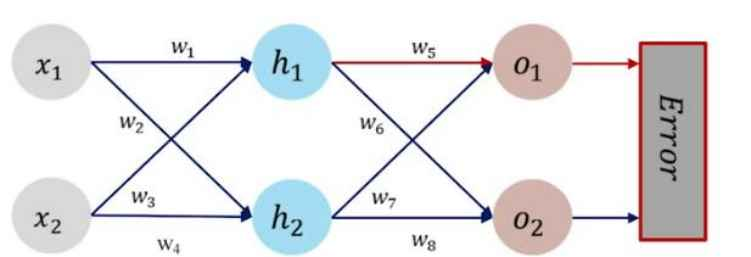 x₁
w₁
h₁
w₅
o₁
w₂
w₆
Error
w₃
w₇
x₂
w₄
h₂
w₈
o₂